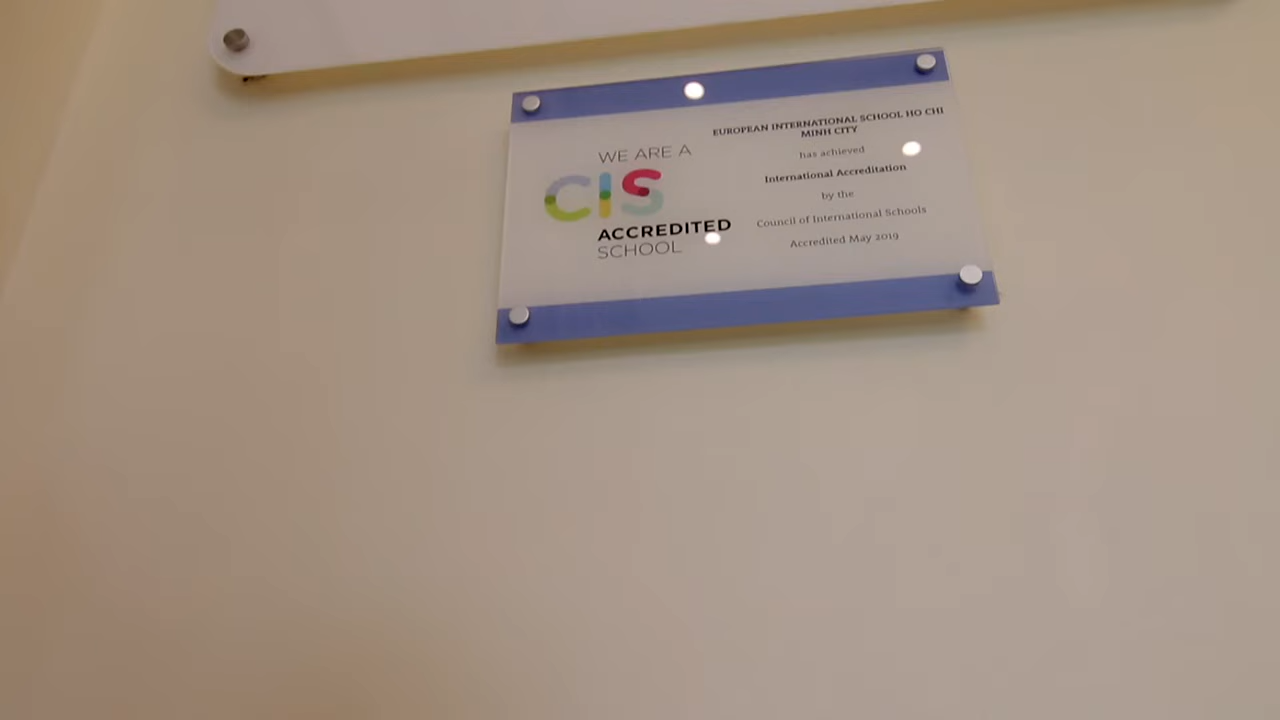 WE ARE A
CIS
ACCREDITED
SCHOOL
EUROPEAN INTERNATIONAL SCHOOL HO CHI
MINH CITY
has achieved
International Accreditation
by the
Council of International Schools
Accredited May 2019